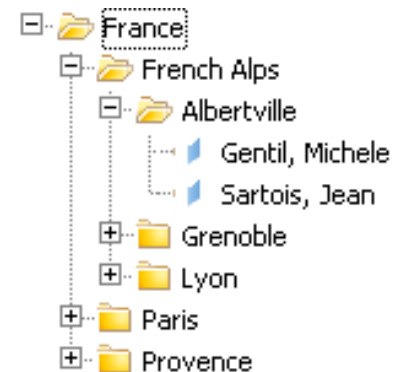 France
French Alps
Albertville
Gentil, Michele
Sartois, Jean
Grenoble
Lyon
Paris
Provence